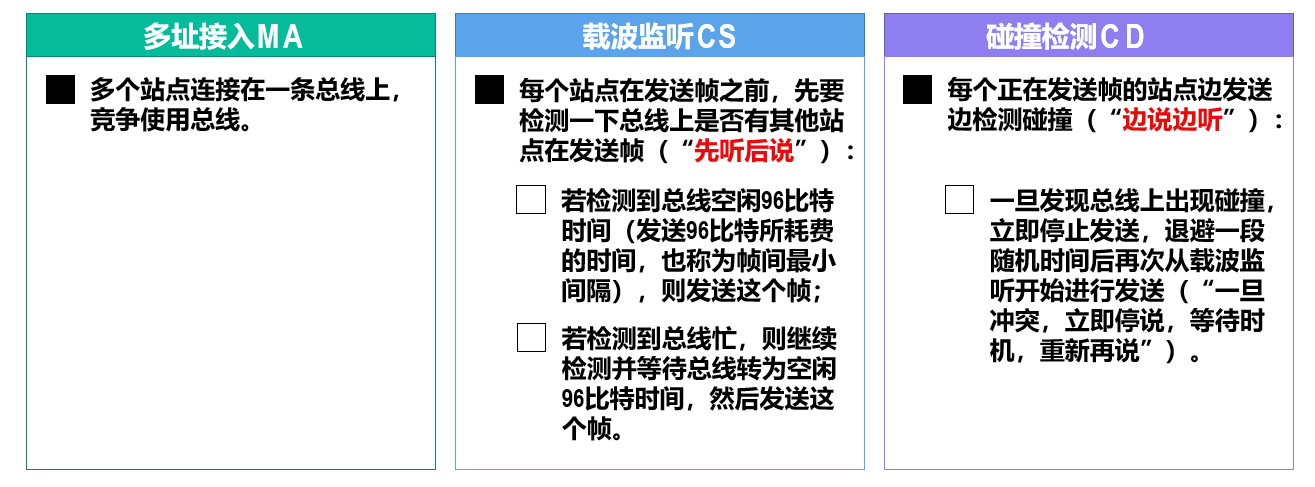 多址接入MA
多个站点连接在一条总线上，
竞争使用总线。
载波监听CS
每个站点在发送帧之前，先要
检测一下总线上是否有其他站
点在发送帧（“先听后说”）：
若检测到总线空闲96比特
时间（发送96比特所耗费
的时间，也称为帧间最小
间隔），则发送这个帧；
若检测到总线忙，则继续
检测并等待总线转为空闲
96比特时间，然后发送这
个帧。
碰撞检测CD
每个正在发送帧的站点边发送
边检测碰撞（“边说边听”）：
一旦发现总线上出现碰撞，
立即停止发送，退避一段
随机时间后再次从载波监
听开始进行发送（“一旦
冲突，立即停说，等待时
机，重新再说”）。